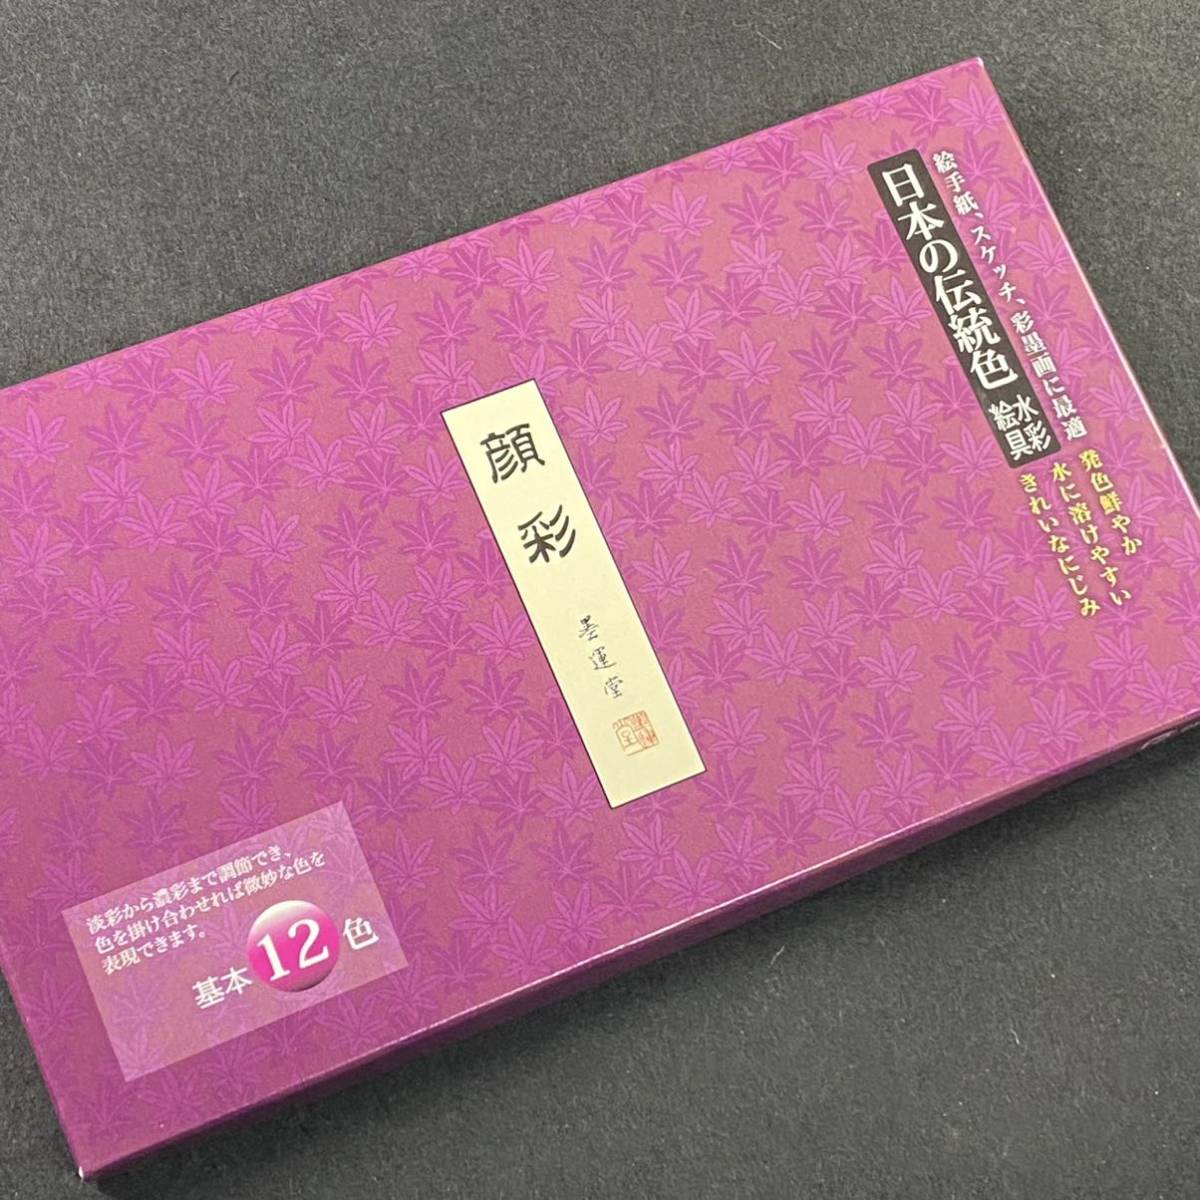 絵手紙、スケッチ、彩墨画に最適
日本の伝統色 水彩絵具
発色鮮やか
水に溶けやすい
きれいなにじみ
顔彩
墨運堂
淡彩から濃彩まで調節でき、
色を掛け合わせれば微妙な色を
表現できます。
基本12色